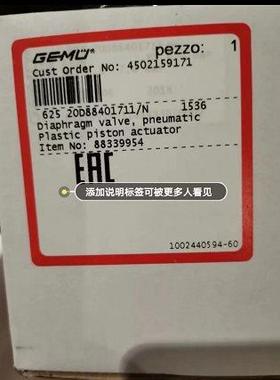 GEMÜ® pezzo: 1
Cust Order No: 4502159171
625 20D88401711/N 1536
Diaphragm valve, pneumatic
Plastic piston actuator
Item No: 88339954
EAC
添加说明标签可被更多人看见
1002440594-60